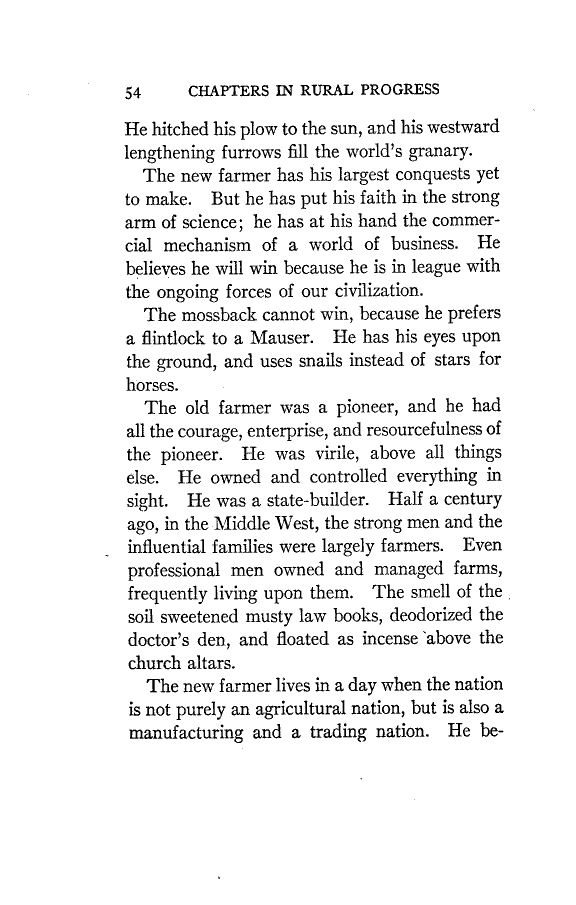 54 CHAPTERS IN RURAL PROGRESS
He hitched his plow to the sun, and his westward
lengthening furrows fill the world's granary.
The new farmer has his largest conquests yet
to make. But he has put his faith in the strong
arm of science; he has at his hand the commer-
cial mechanism of a world of business. He
believes he will win because he is in league with
the ongoing forces of our civilization.
The mossback cannot win, because he prefers
a flintlock to a Mauser. He has his eyes upon
the ground, and uses snails instead of stars for
horses.
The old farmer was a pioneer, and he had
all the courage, enterprise, and resourcefulness of
the pioneer. He was virile, above all things
else. He owned and controlled everything in
sight. He was a state-builder. Half a century
ago, in the Middle West, the strong men and the
influential families were largely farmers. Even
professional men owned and managed farms,
frequently living upon them. The smell of the
soil sweetened musty law books, deodorized the
doctor's den, and floated as incense above the
church altars.
The new farmer lives in a day when the nation
is not purely an agricultural nation, but is also a
manufacturing and a trading nation. He be-